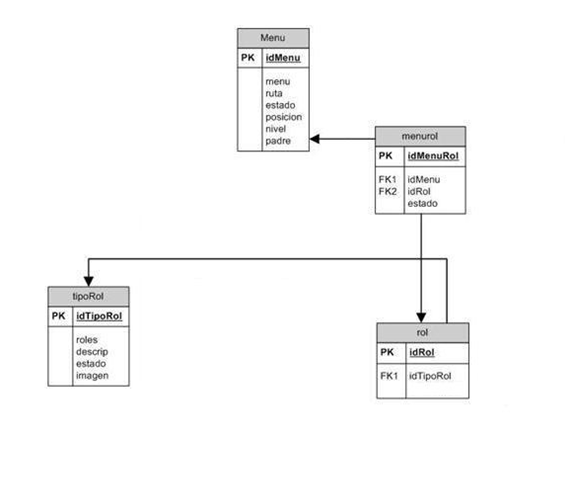 Menu
PK idMenu
menu
ruta
estado
posicion
nivel
padre
menurol
PK idMenuRol
FK1 idMenu
FK2 idRol
estado
tipoRol
PK idTipoRol
roles
descrip
estado
imagen
rol
PK idRol
FK1 idTipoRol